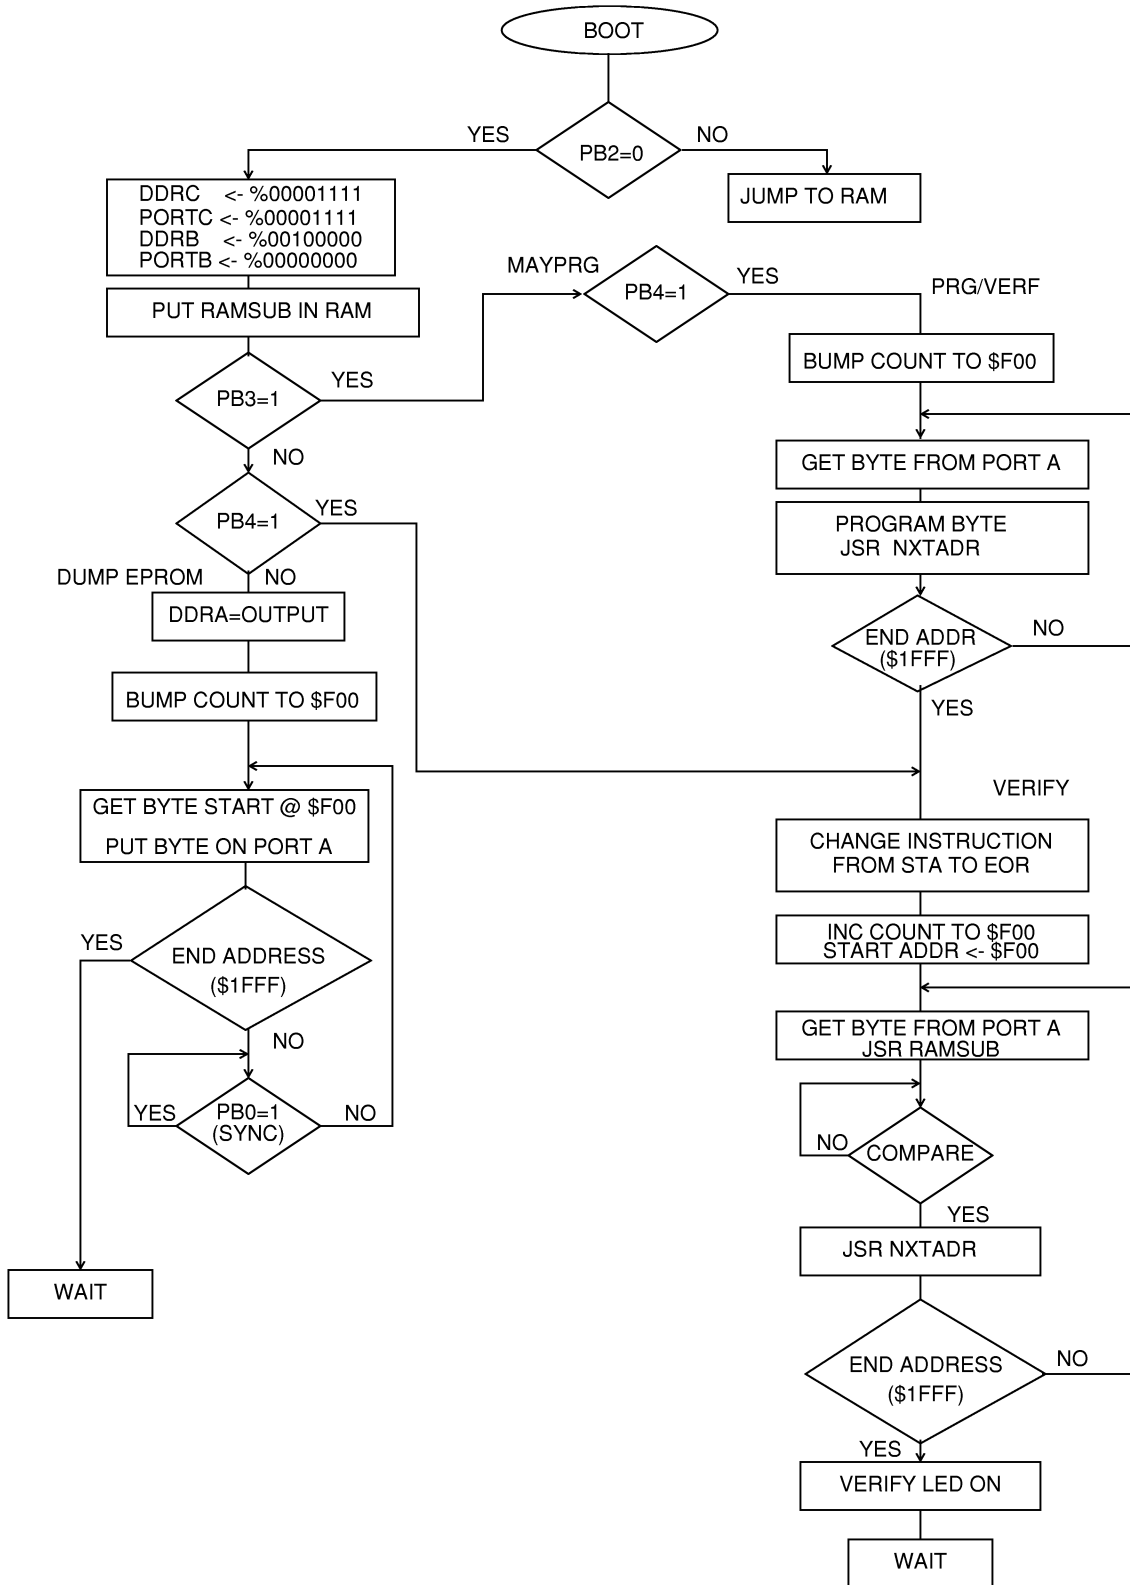 BOOT
PB2=0
YES
NO
JUMP TO RAM
DDRC <- %00001111
PORTC <- %00001111
DDRB <- %00100000
PORTB <- %00000000
PUT RAMSUB IN RAM
PB3=1
YES
NO
MAYPRG
PB4=1
YES
PRG/VERF
BUMP COUNT TO $F00
GET BYTE FROM PORT A
PROGRAM BYTE
JSR NXTADR
END ADDR
($1FFF)
NO
YES
PB4=1
YES
NO
DUMP EPROM
DDRA=OUTPUT
BUMP COUNT TO $F00
GET BYTE START @ $F00
PUT BYTE ON PORT A
END ADDRESS
($1FFF)
YES
NO
PB0=1
(SYNC)
YES
NO
WAIT
VERIFY
CHANGE INSTRUCTION
FROM STA TO EOR
INC COUNT TO $F00
START ADDR <- $F00
GET BYTE FROM PORT A
JSR RAMSUB
COMPARE
NO
YES
JSR NXTADR
END ADDRESS
($1FFF)
NO
YES
VERIFY LED ON
WAIT